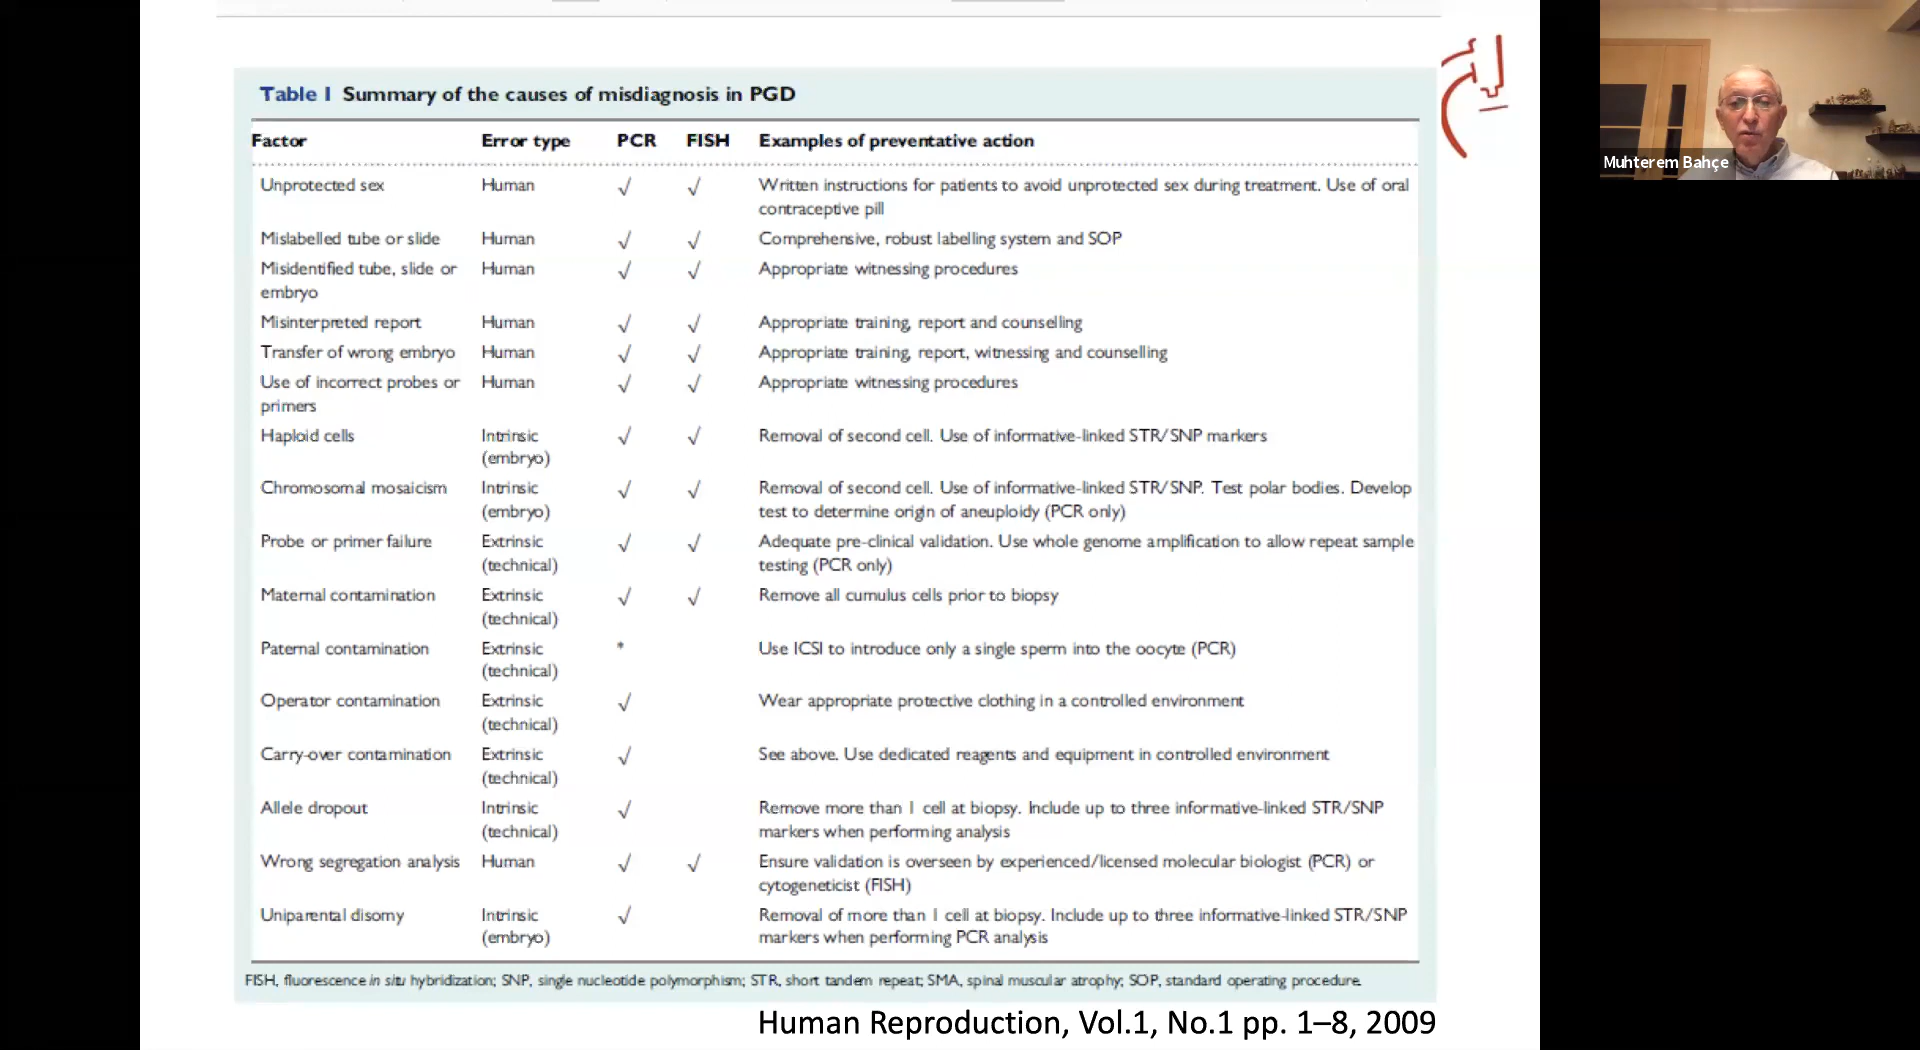 Table 1 Summary of the causes of misdiagnosis in PGD
Factor Error type PCR FISH Examples of preventative action
Unprotected sex Human √ √ Written instructions for patients to avoid unprotected sex during treatment. Use of oral
contraceptive pill
Mislabelled tube or slide Human √ √ Comprehensive, robust labelling system and SOP
Misidentified tube, slide or Human √ √ Appropriate witnessing procedures
embryo
Misinterpreted report Human √ √ Appropriate training, report and counselling
Transfer of wrong embryo Human √ √ Appropriate training, report, witnessing and counselling
Use of incorrect probes or Human √ √ Appropriate witnessing procedures
primers
Haploid cells Intrinsic √ √ Removal of second cell. Use of informative-linked STR/SNP markers
(embryo)
Chromosomal mosaicism Intrinsic √ √ Removal of second cell. Use of informative-linked STR/SNP. Test polar bodies. Develop
(embryo) test to determine origin of aneuploidy (PCR only)
Probe or primer failure Extrinsic √ √ Adequate pre-clinical validation. Use whole genome amplification to allow repeat sample
(technical) testing (PCR only)
Maternal contamination Extrinsic √ √ Remove all cumulus cells prior to biopsy
(technical)
Paternal contamination Extrinsic * Use ICSI to introduce only a single sperm into the oocyte (PCR)
(technical)
Operator contamination Extrinsic √ Wear appropriate protective clothing in a controlled environment
(technical)
Carry-over contamination Extrinsic √ See above. Use dedicated reagents and equipment in controlled environment
(technical)
Allele dropout Intrinsic √ Remove more than 1 cell at biopsy. Include up to three informative-linked STR/SNP
(technical) markers when performing analysis
Wrong segregation analysis Human √ √ Ensure validation is overseen by experienced/licensed molecular biologist (PCR) or
cytogeneticist (FISH)
Uniparental disomy Intrinsic √ Removal of more than 1 cell at biopsy. Include up to three informative-linked STR/SNP
(embryo) markers when performing PCR analysis
FISH, fluorescence in situ hybridization; SNP, single nucleotide polymorphism; STR, short tandem repeat; SMA, spinal muscular atrophy; SOP, standard operating procedure.
Human Reproduction, Vol.1, No.1 pp. 1–8, 2009
Muhterem Bahçe